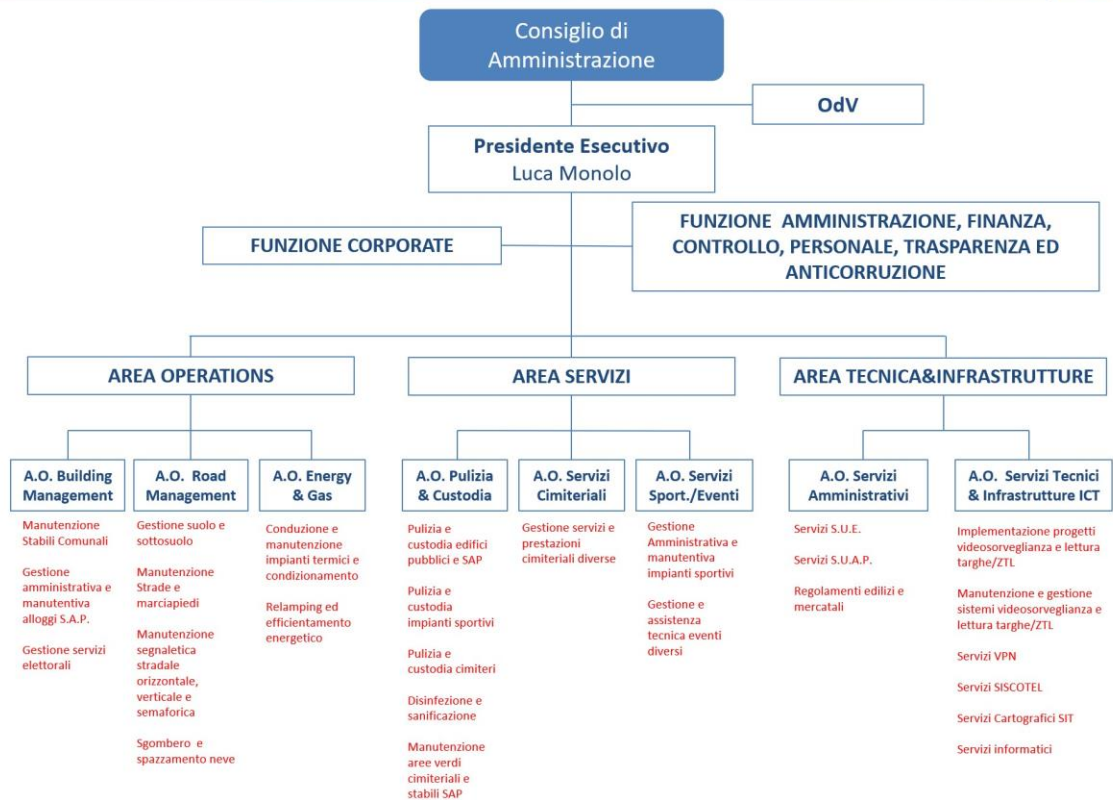 Consiglio di
Amministrazione
OdV
Presidente Esecutivo
Luca Monolo
FUNZIONE CORPORATE
FUNZIONE AMMINISTRAZIONE, FINANZA,
CONTROLLO, PERSONALE, TRASPARENZA ED
ANTICORRUZIONE
AREA OPERATIONS
AREA SERVIZI
AREA TECNICA&INFRASTRUTTURE
A.O. Building
Management
Manutenzione
Stabili Comunali
Gestione
amministrativa e
manutentiva
alloggi S.A.P.
Gestione servizi
elettorali
A.O. Road
Management
Gestione suolo e
sottosuolo
Manutenzione
Strade e
marciapiedi
Manutenzione
segnaletica
stradale
orizzontale,
verticale e
semaforica
Sgombero e
spazzamento neve
A.O. Energy
& Gas
Conduzione e
manutenzione
impianti termici e
condizionamento
Relamping ed
efficientamento
energetico
A.O. Pulizia
& Custodia
Pulizia e
custodia edifici
pubblici e SAP
Pulizia e
custodia
impianti sportivi
Pulizia e
custodia cimiteri
Disinfezione e
sanificazione
Manutenzione
aree verdi
cimiteriali e
stabili SAP
A.O. Servizi
Cimiteriali
Gestione servizi e
prestazioni
cimiteriali diverse
A.O. Servizi
Sport./Eventi
Gestione
Amministrativa e
manutentiva
impianti sportivi
Gestione e
assistenza
tecnica eventi
diversi
A.O. Servizi
Amministrativi
Servizi S.U.E.
Servizi S.U.A.P.
Regolamenti edilizi e
mercatali
A.O. Servizi Tecnici
& Infrastrutture ICT
Implementazione progetti
videosorveglianza e lettura
targhe/ZTL
Manutenzione e gestione
sistemi videosorveglianza e
lettura targhe/ZTL
Servizi VPN
Servizi SISCOTEL
Servizi Cartografici SIT
Servizi informatici